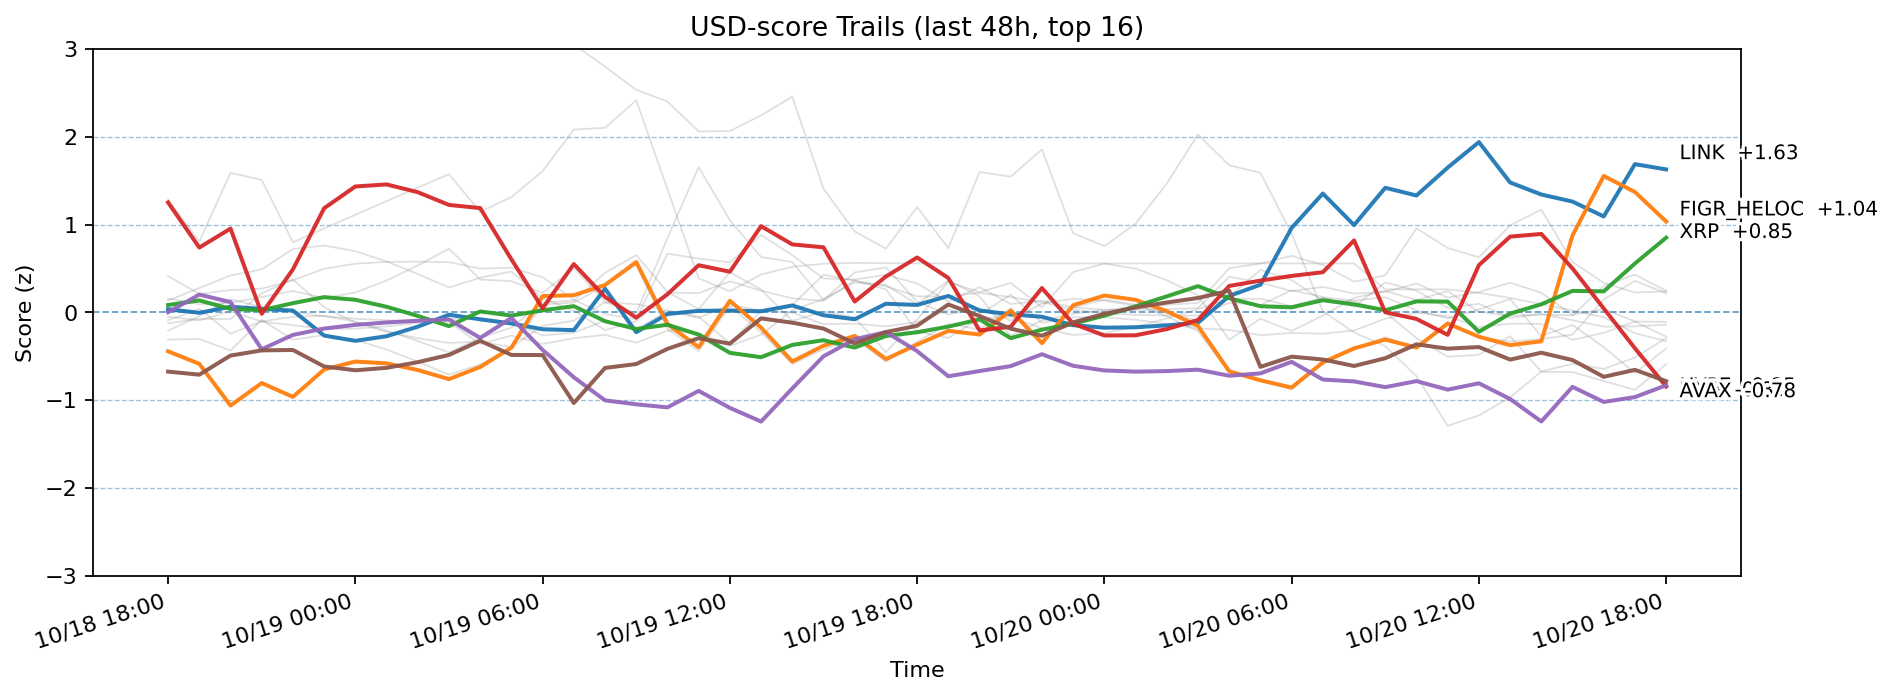 USD-score Trails (last 48h, top 16)
Score (z)
3
2
1
0
−1
−2
−3
LINK +1.63
FIGR_HELOC +1.04
XRP +0.85
AVAX -0.78
10/18 18:00
10/19 00:00
10/19 06:00
10/19 12:00
10/19 18:00
10/20 00:00
10/20 06:00
10/20 12:00
10/20 18:00
Time